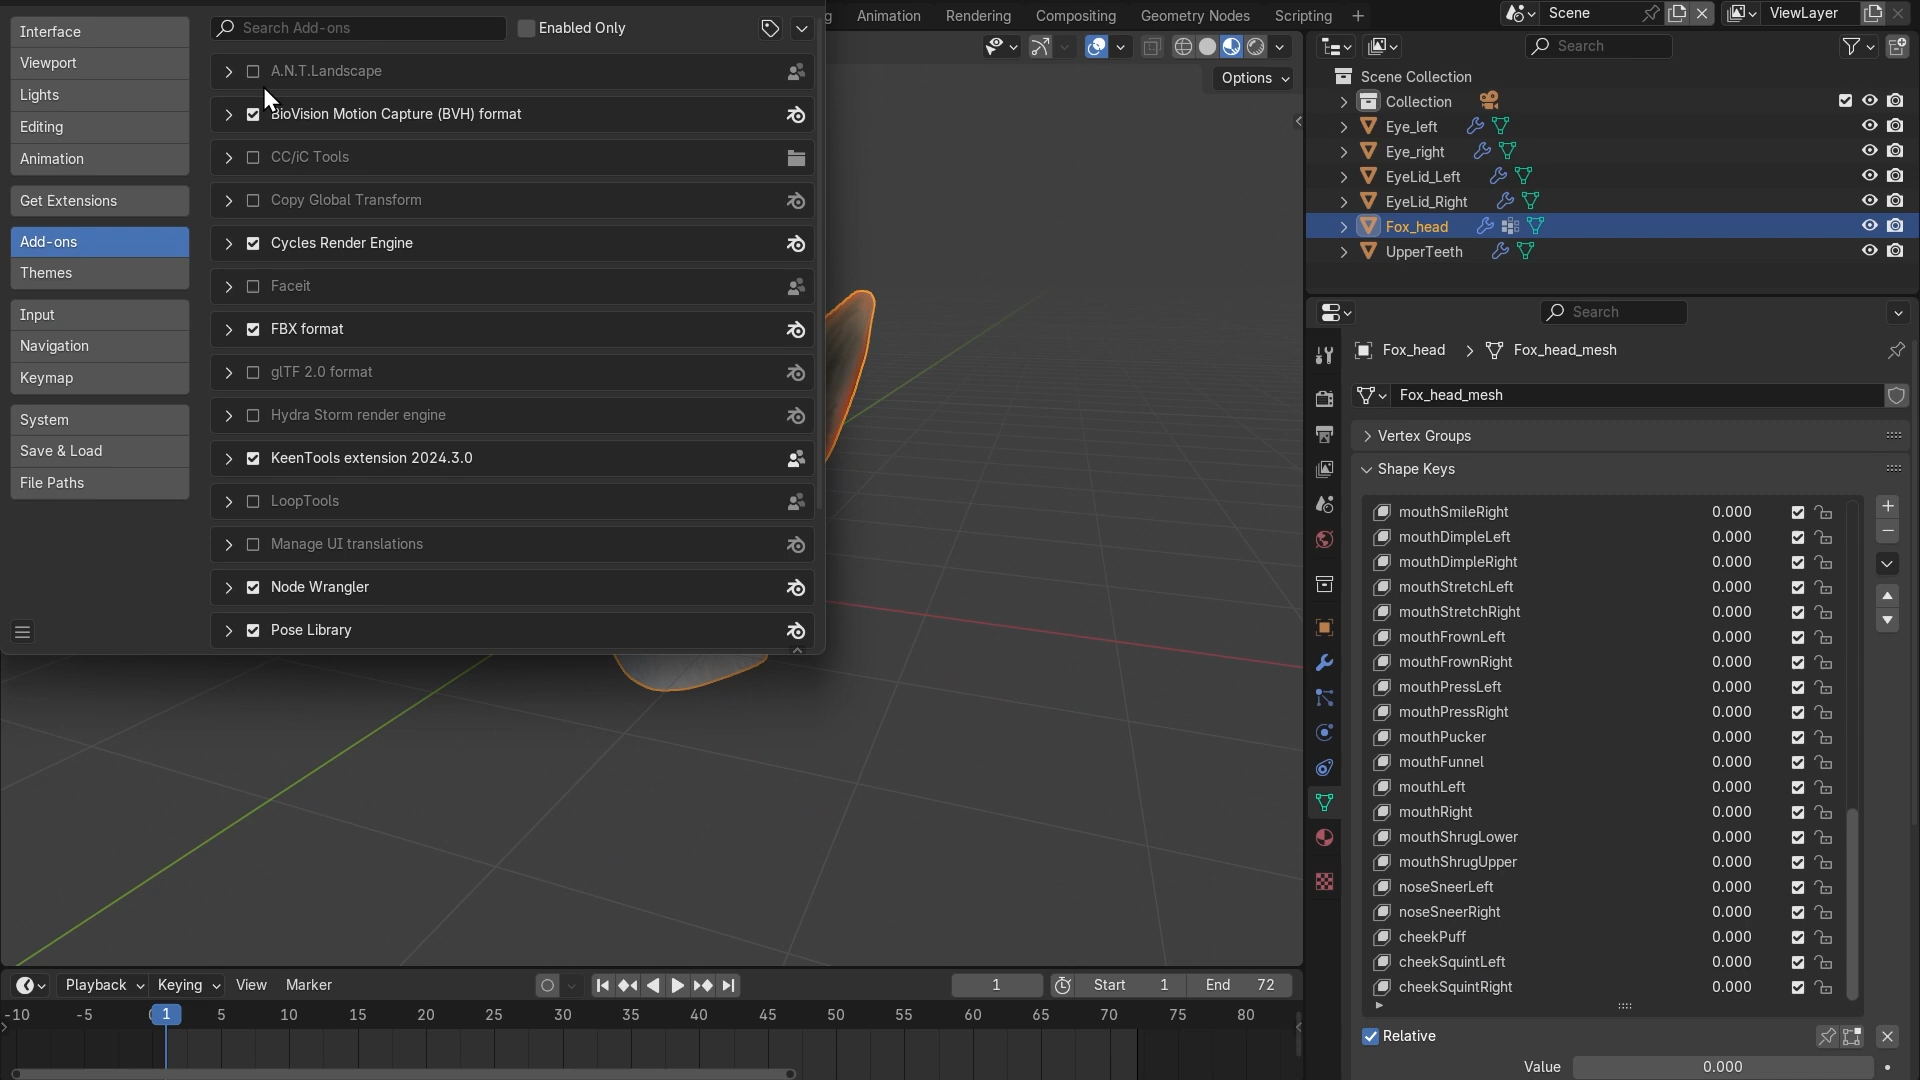 Interface
Viewport
Lights
Editing
Animation
Get Extensions
Add-ons
Themes
Input
Navigation
Keymap
System
Save & Load
File Paths
Search Add-ons
Enabled Only
A.N.T.Landscape
BioVision Motion Capture (BVH) format
CC/iC Tools
Copy Global Transform
Cycles Render Engine
Faceit
FBX format
glTF 2.0 format
Hydra Storm render engine
KeenTools extension 2024.3.0
LoopTools
Manage UI translations
Node Wrangler
Pose Library
Animation Rendering Compositing Geometry Nodes Scripting
Scene
ViewLayer
Options
Search
Scene Collection
Collection
Eye_left
Eye_right
EyeLid_Left
EyeLid_Right
Fox_head
UpperTeeth
Search
Fox_head Fox_head_mesh
Fox_head_mesh
Vertex Groups
Shape Keys
mouthSmileRight 0.000
mouthDimpleLeft 0.000
mouthDimpleRight 0.000
mouthStretchLeft 0.000
mouthStretchRight 0.000
mouthFrownLeft 0.000
mouthFrownRight 0.000
mouthPressLeft 0.000
mouthPressRight 0.000
mouthPucker 0.000
mouthFunnel 0.000
mouthLeft 0.000
mouthRight 0.000
mouthShrugLower 0.000
mouthShrugUpper 0.000
noseSneerLeft 0.000
noseSneerRight 0.000
cheekPuff 0.000
cheekSquintLeft 0.000
cheekSquintRight 0.000
Relative
Value 0.000
Playback Keying View Marker
1 Start 1 End 72
-10 -5 1 5 10 15 20 25 30 35 40 45 50 55 60 65 70 75 80